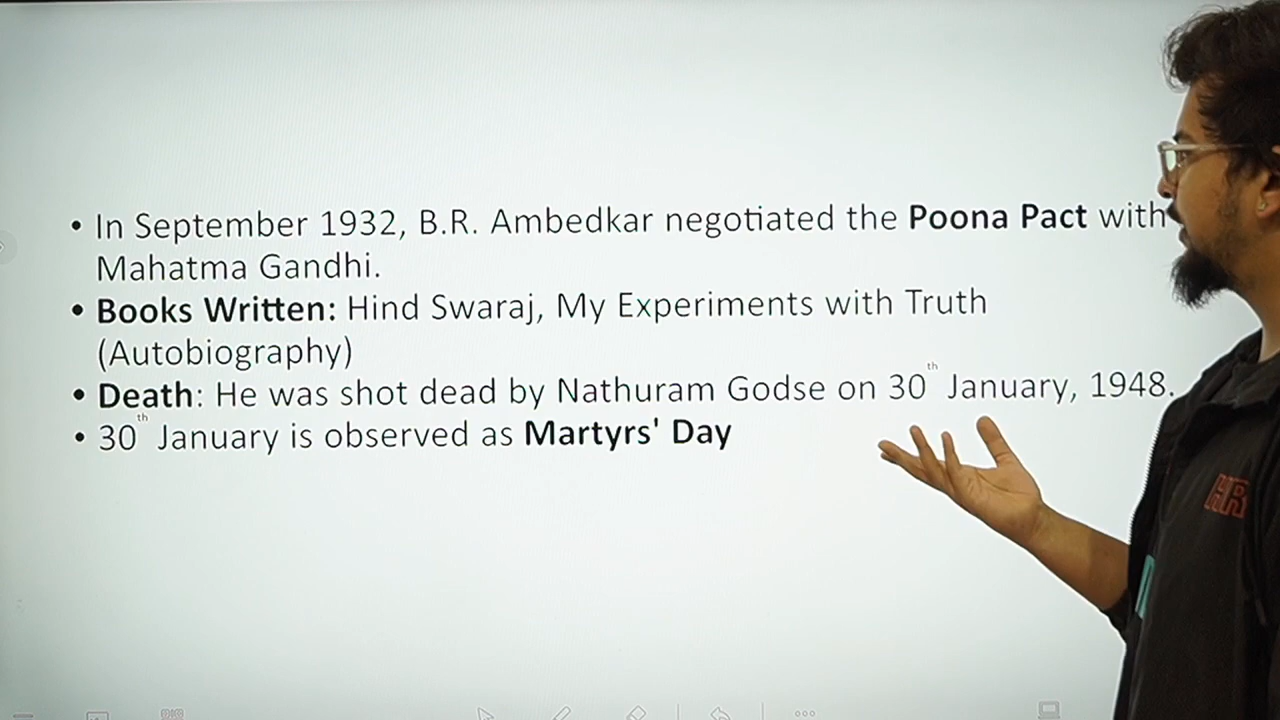 • In September 1932, B.R. Ambedkar negotiated the Poona Pact with
Mahatma Gandhi.
• Books Written: Hind Swaraj, My Experiments with Truth
(Autobiography)
• Death: He was shot dead by Nathuram Godse on 30th January, 1948.
• 30th January is observed as Martyrs' Day
HR